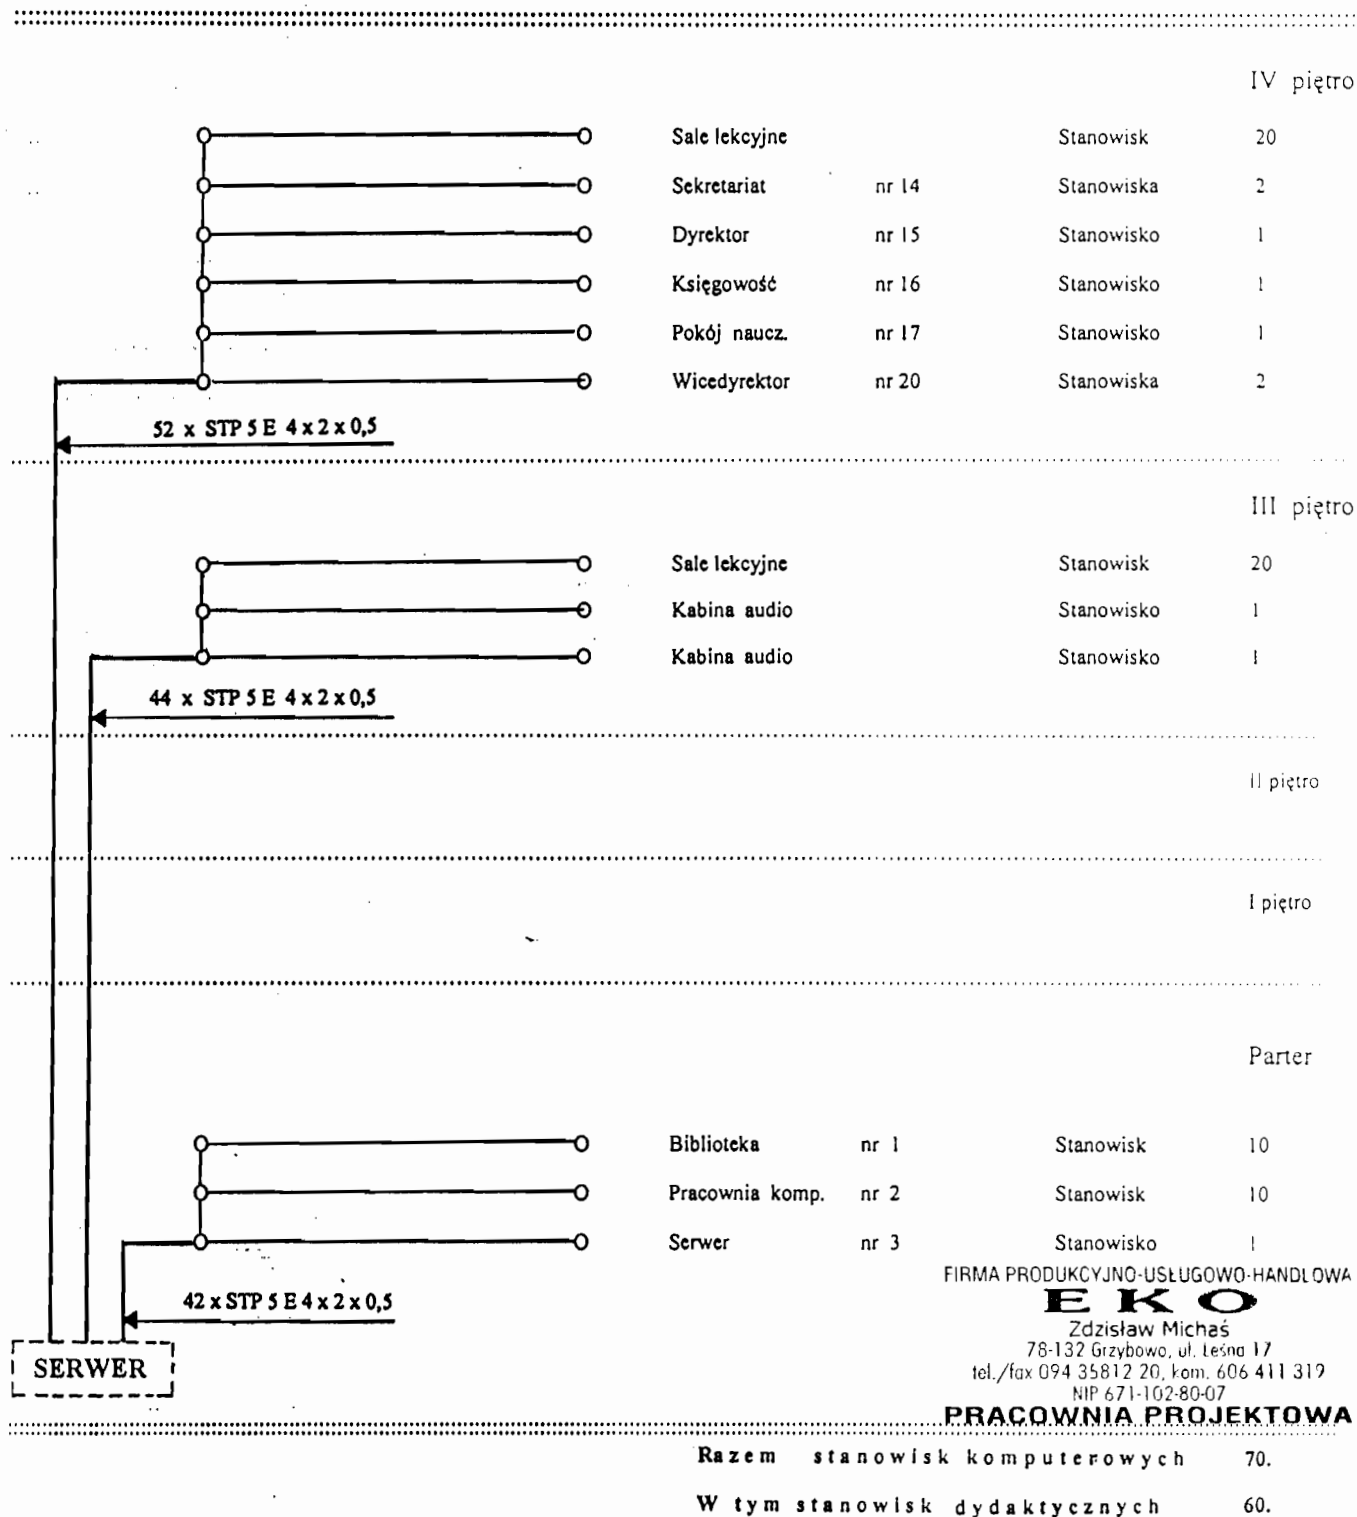 IV piętro
Sale lekcyjne Stanowisk 20
Sekretariat nr 14 Stanowiska 2
Dyrektor nr 15 Stanowisko 1
Księgowość nr 16 Stanowisko 1
Pokój naucz. nr 17 Stanowisko 1
Wicedyrektor nr 20 Stanowiska 2
52 x STP 5 E 4 x 2 x 0,5
III piętro
Sale lekcyjne Stanowisk 20
Kabina audio Stanowisko 1
Kabina audio Stanowisko 1
44 x STP 5 E 4 x 2 x 0,5
II piętro
I piętro
Parter
Biblioteka nr 1 Stanowisk 10
Pracownia komp. nr 2 Stanowisk 10
Serwer nr 3 Stanowisko 1
42 x STP 5 E 4 x 2 x 0,5
SERWER
FIRMA PRODUKCYJNO-USŁUGOWO-HANDLOWA
EKO
Zdzisław Michaś
78-132 Grzybowo, ul. Leśna 17
tel./fax 094 35812 20, kom. 606 411 319
NIP 671-102-80-07
PRACOWNIA PROJEKTOWA
Razem stanowisk komputerowych 70.
W tym stanowisk dydaktycznych 60.